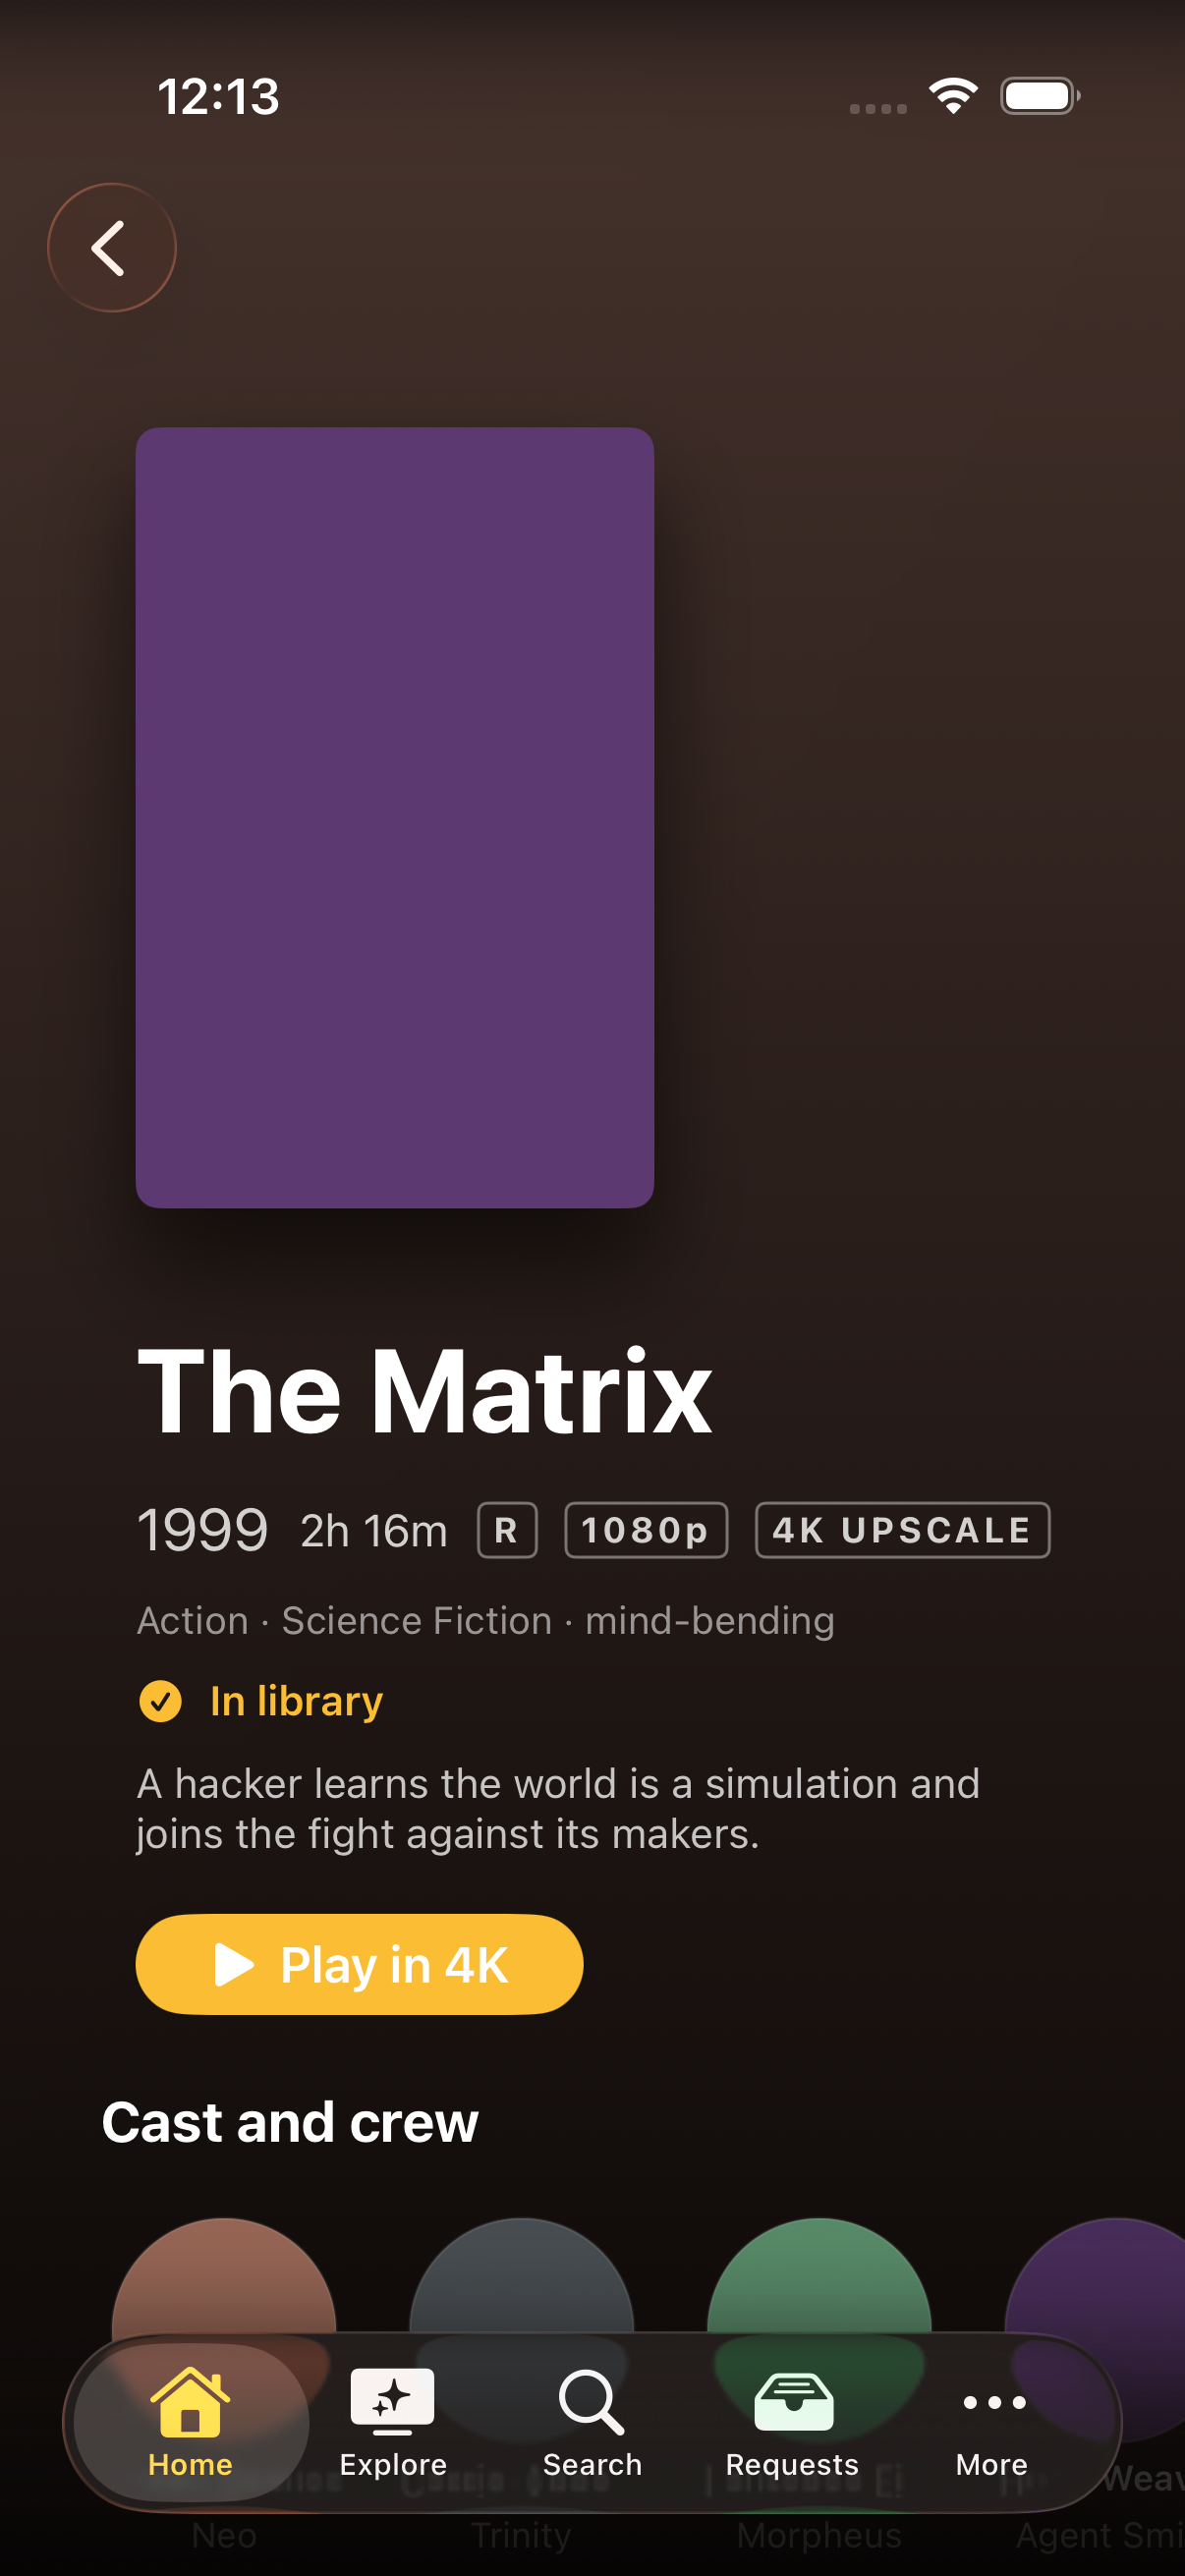 12:13
The Matrix
1999 2h 16m R 1080p 4K UPSCALE
Action · Science Fiction · mind-bending
In library
A hacker learns the world is a simulation and
joins the fight against its makers.
Play in 4K
Cast and crew
Home Explore Search Requests More
Neo Trinity Morpheus Agent Smi